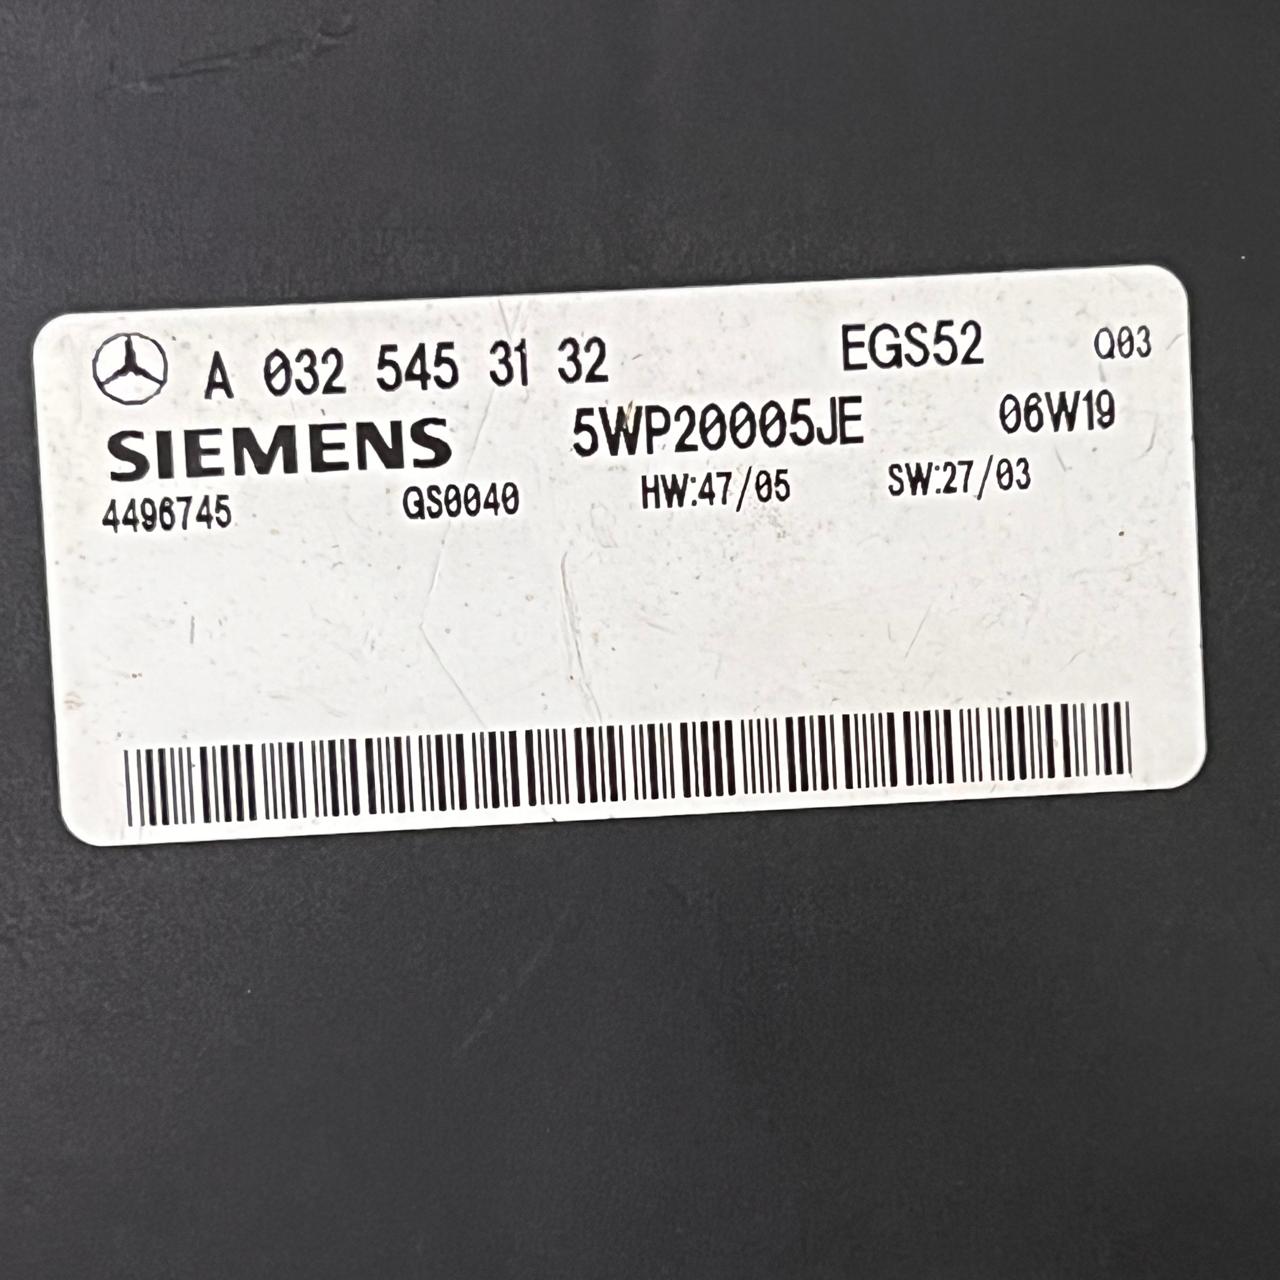 A 032 545 31 32 EGS52 Q03
SIEMENS 5WP20005JE 06W19
4496745 QS0040 HW:47/05 SW:27/03